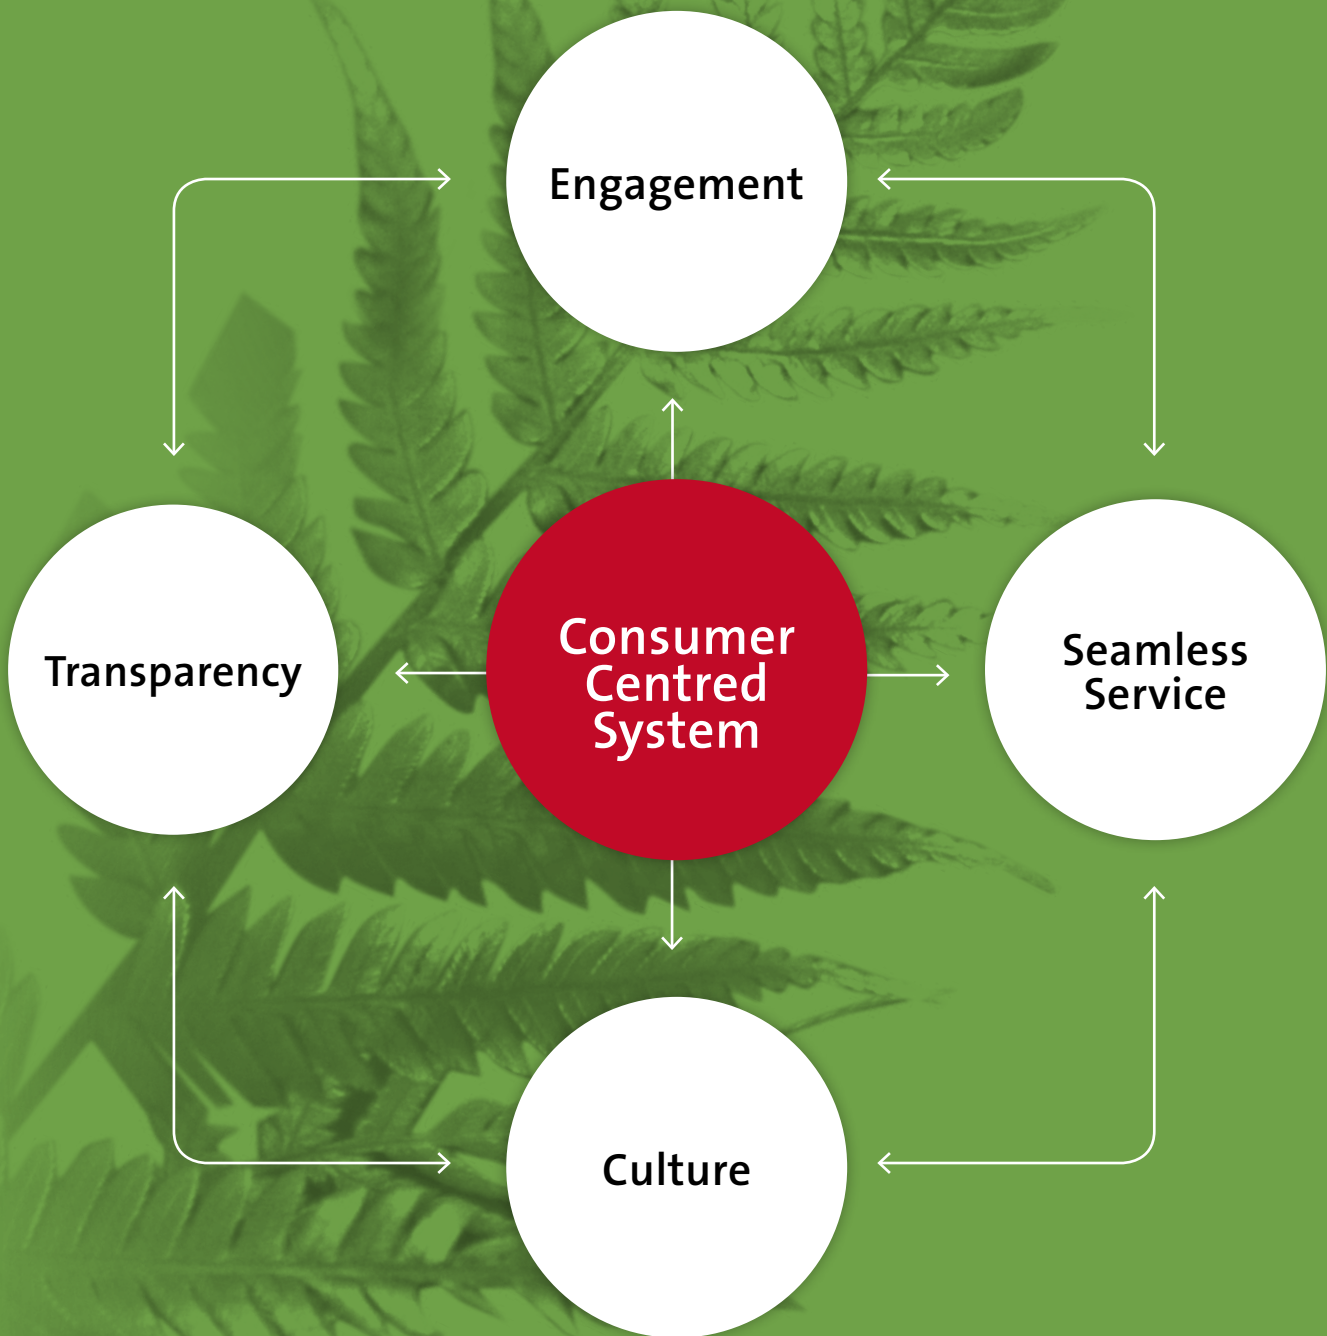 Engagement
Transparency
Consumer
Centred
System
Seamless
Service
Culture